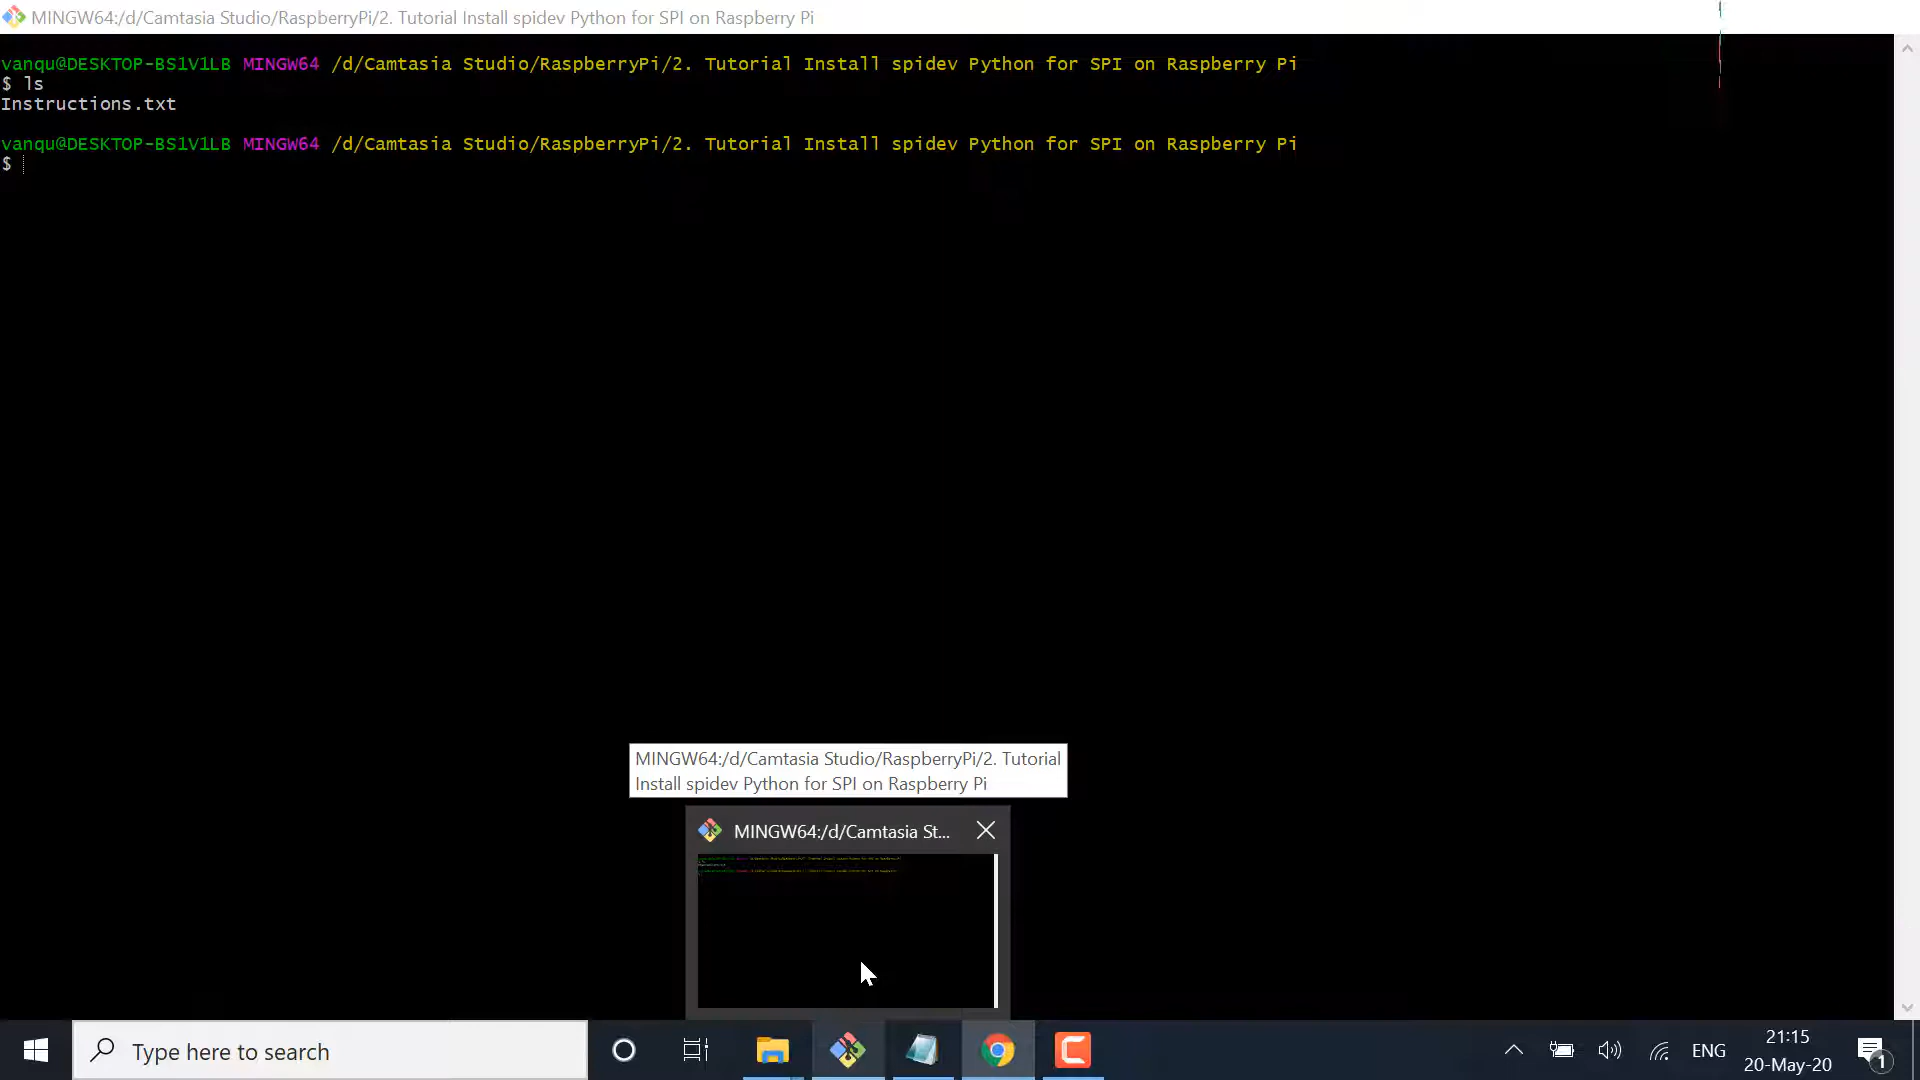 MINGW64:/d/Camtasia Studio/RaspberryPi/2. Tutorial Install spidev Python for SPI on Raspberry Pi
vanqu@DESKTOP-BS1V1LB MINGW64 /d/Camtasia Studio/RaspberryPi/2. Tutorial Install spidev Python for SPI on Raspberry Pi
$ ls
Instructions.txt
vanqu@DESKTOP-BS1V1LB MINGW64 /d/Camtasia Studio/RaspberryPi/2. Tutorial Install spidev Python for SPI on Raspberry Pi
$
MINGW64:/d/Camtasia Studio/RaspberryPi/2. Tutorial
Install spidev Python for SPI on Raspberry Pi
MINGW64:/d/Camtasia St...
Type here to search
ENG
21:15
20-May-20
1